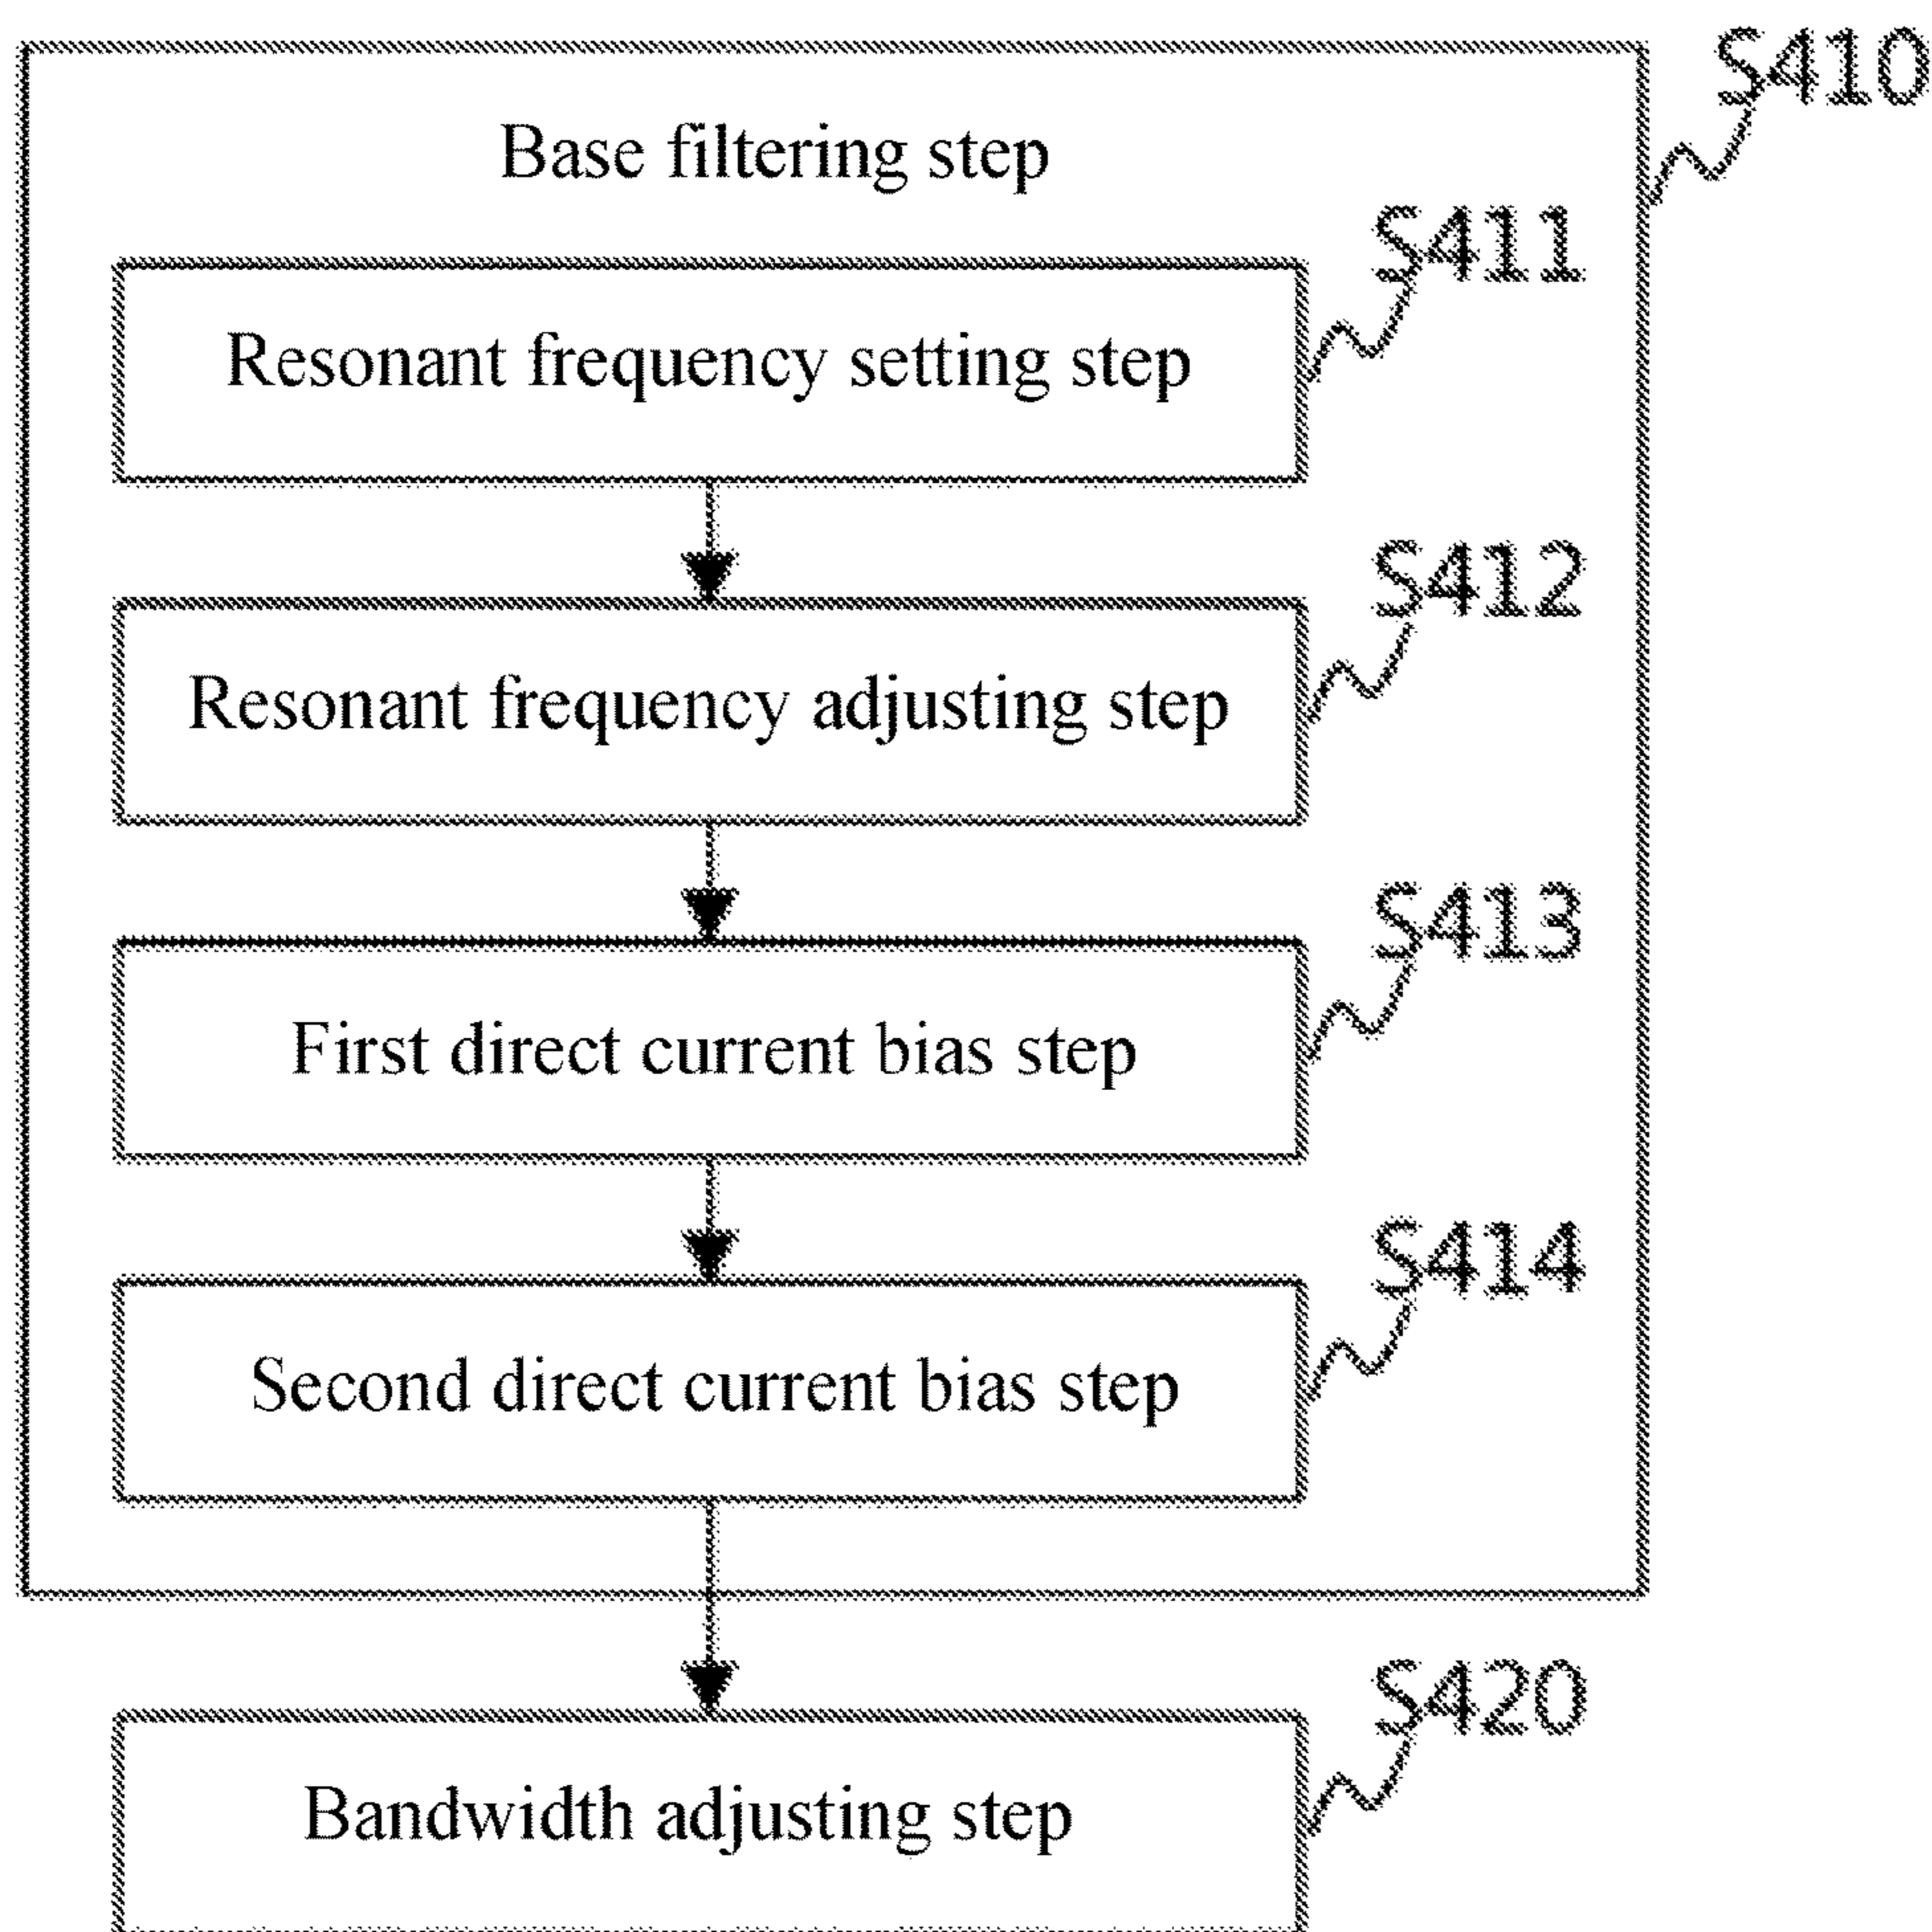 S410
Base filtering step
S411
Resonant frequency setting step
S412
Resonant frequency adjusting step
S413
First direct current bias step
S414
Second direct current bias step
S420
Bandwidth adjusting step